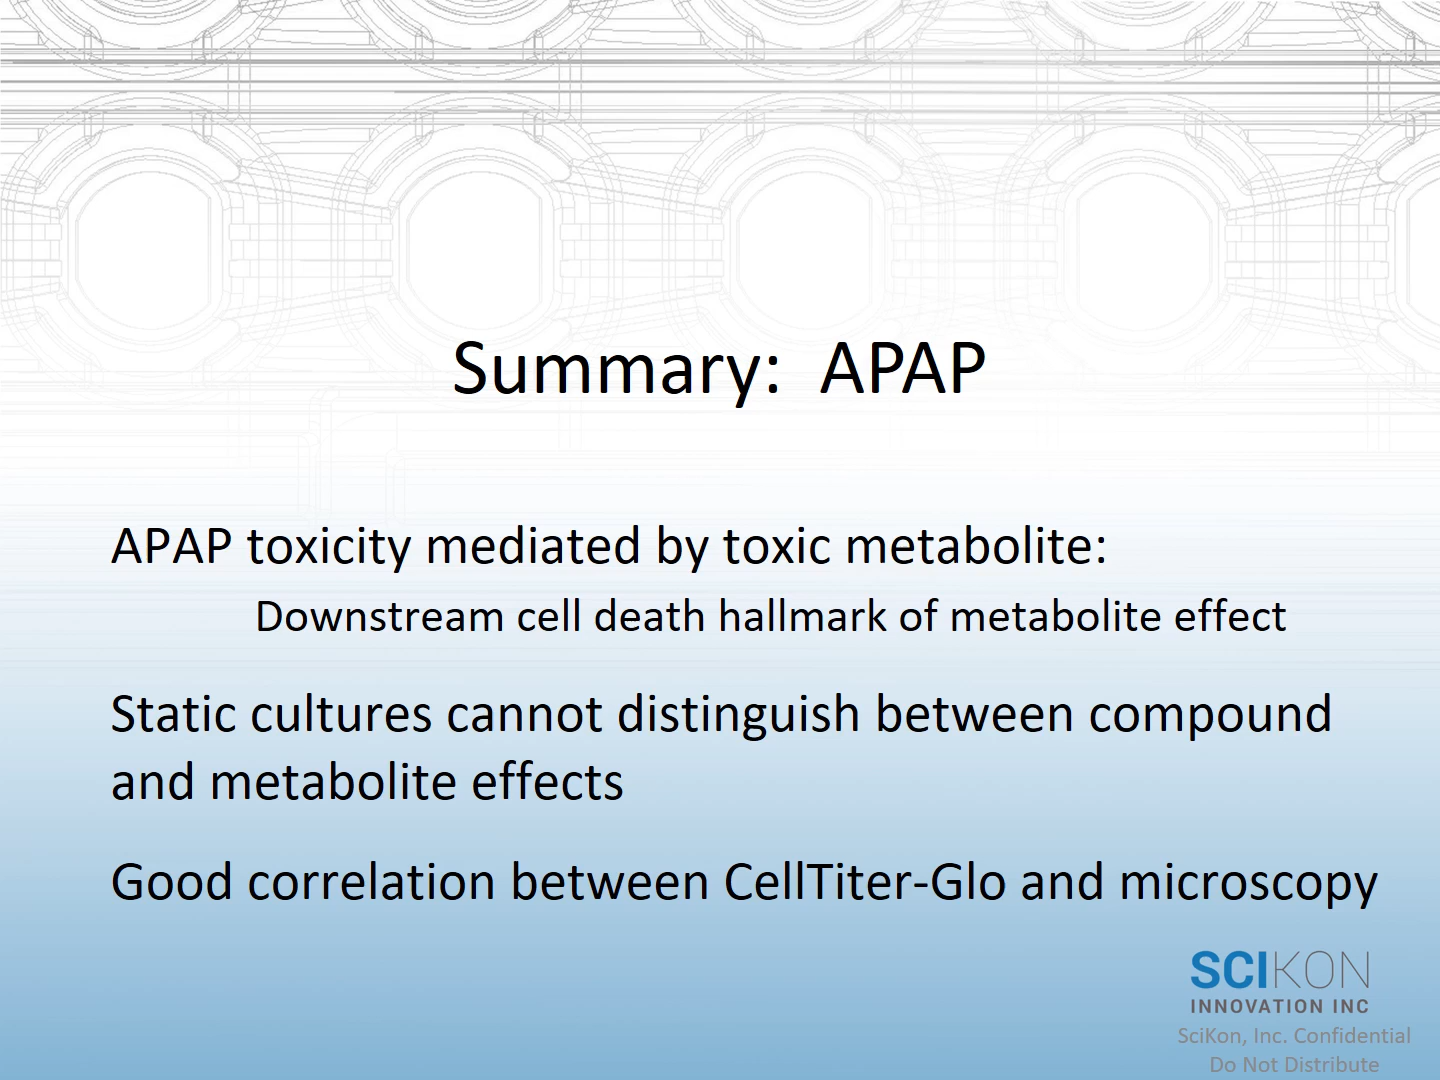 Summary:  APAP
APAP toxicity mediated by toxic metabolite:
Downstream cell death hallmark of metabolite effect
Static cultures cannot distinguish between compound
and metabolite effects
Good correlation between CellTiter-Glo and microscopy
SCIKON
INNOVATION INC
SciKon, Inc. Confidential
Do Not Distribute